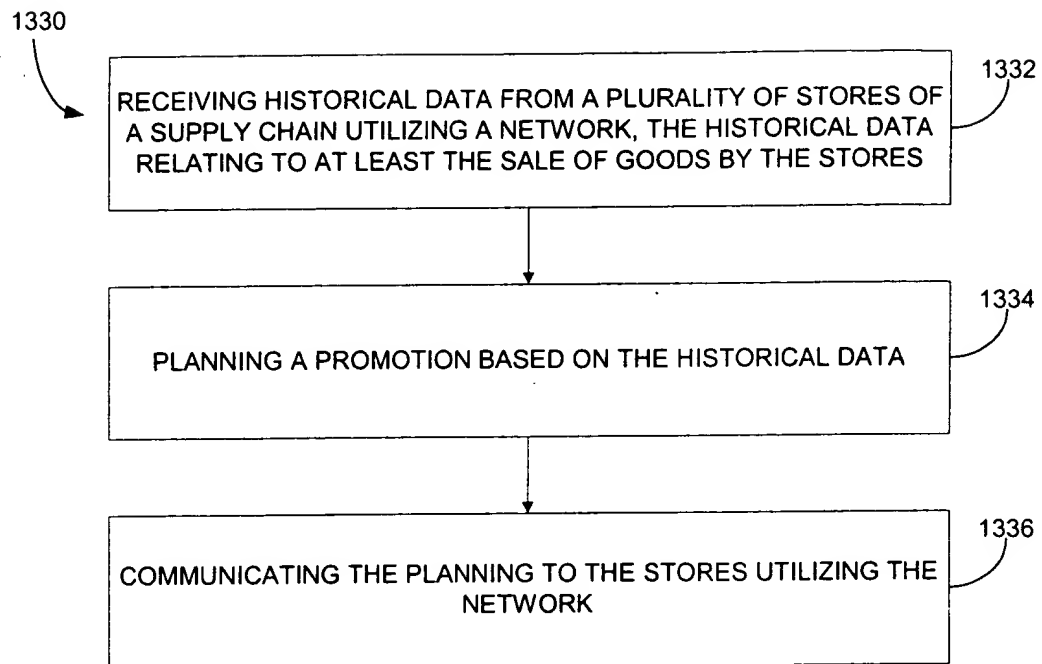 1330
1332
RECEIVING HISTORICAL DATA FROM A PLURALITY OF STORES OF
A SUPPLY CHAIN UTILIZING A NETWORK, THE HISTORICAL DATA
RELATING TO AT LEAST THE SALE OF GOODS BY THE STORES
1334
PLANNING A PROMOTION BASED ON THE HISTORICAL DATA
1336
COMMUNICATING THE PLANNING TO THE STORES UTILIZING THE
NETWORK